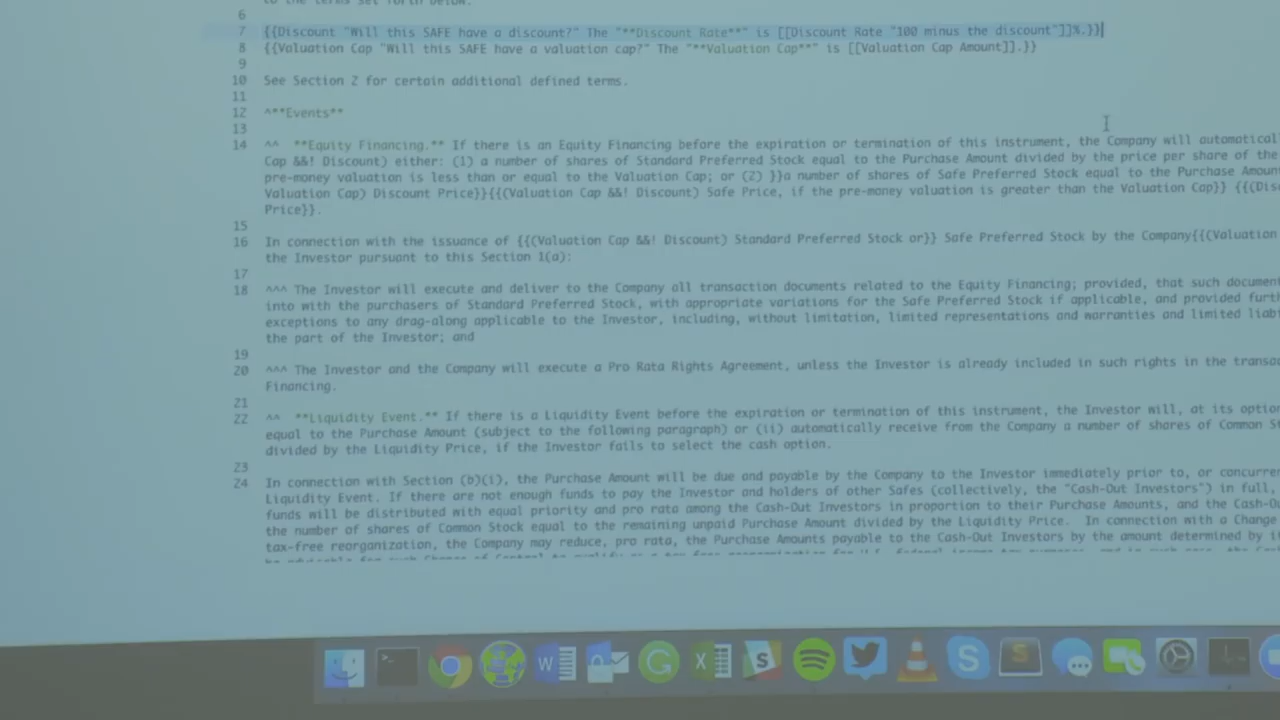 to the terms set forth below.
6
7 {{Discount "Will this SAFE have a discount?" The "**Discount Rate**" is [[Discount Rate "100 minus the discount"]]%.}}
8 {{Valuation Cap "Will this SAFE have a valuation cap?" The "**Valuation Cap**" is [[Valuation Cap Amount]].}}
9
10 See Section 2 for certain additional defined terms.
11
12 ^**Events**
13
14 ^^  **Equity Financing.** If there is an Equity Financing before the expiration or termination of this instrument, the Company will automatical
Cap &&! Discount) either: (1) a number of shares of Standard Preferred Stock equal to the Purchase Amount divided by the price per share of the
pre-money valuation is less than or equal to the Valuation Cap; or (2) }}a number of shares of Safe Preferred Stock equal to the Purchase Amoun
Valuation Cap) Discount Price}}{{(Valuation Cap &&! Discount) Safe Price, if the pre-money valuation is greater than the Valuation Cap}} {{(Dis
Price}}.
15
16 In connection with the issuance of {{(Valuation Cap &&! Discount) Standard Preferred Stock or}} Safe Preferred Stock by the Company{{(Valuation
the Investor pursuant to this Section 1(a):
17
18 ^^^ The Investor will execute and deliver to the Company all transaction documents related to the Equity Financing; provided, that such document
into with the purchasers of Standard Preferred Stock, with appropriate variations for the Safe Preferred Stock if applicable, and provided furth
exceptions to any drag-along applicable to the Investor, including, without limitation, limited representations and warranties and limited liab
the part of the Investor; and
19
20 ^^^ The Investor and the Company will execute a Pro Rata Rights Agreement, unless the Investor is already included in such rights in the transac
Financing.
21
22 ^^  **Liquidity Event.** If there is a Liquidity Event before the expiration or termination of this instrument, the Investor will, at its option
equal to the Purchase Amount (subject to the following paragraph) or (ii) automatically receive from the Company a number of shares of Common St
divided by the Liquidity Price, if the Investor fails to select the cash option.
23
24 In connection with Section (b)(i), the Purchase Amount will be due and payable by the Company to the Investor immediately prior to, or concurren
Liquidity Event. If there are not enough funds to pay the Investor and holders of other Safes (collectively, the "Cash-Out Investors") in full,
funds will be distributed with equal priority and pro rata among the Cash-Out Investors in proportion to their Purchase Amounts, and the Cash-O
the number of shares of Common Stock equal to the remaining unpaid Purchase Amount divided by the Liquidity Price.  In connection with a Change
tax-free reorganization, the Company may reduce, pro rata, the Purchase Amounts payable to the Cash-Out Investors by the amount determined by i